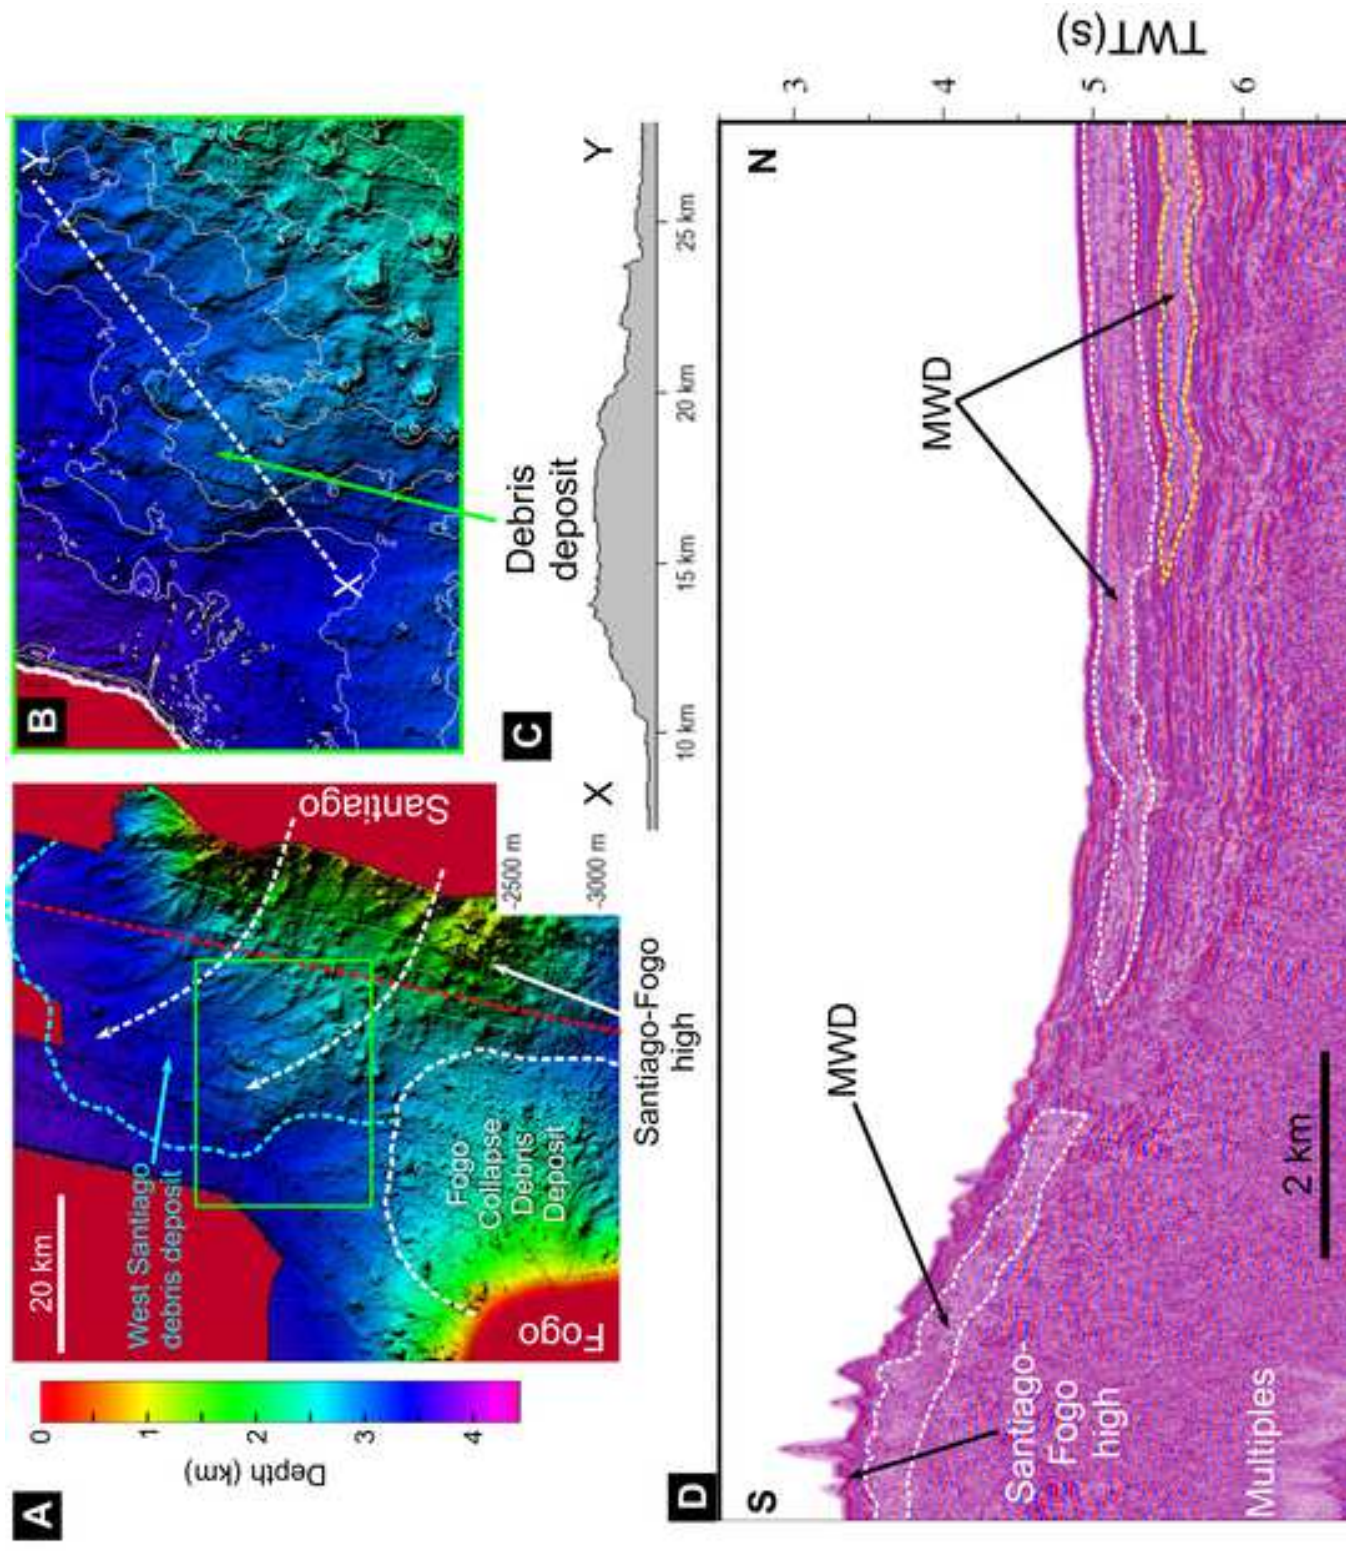 A
0
1
2
3
4
Depth (km)
20 km
West Santiago
debris deposit
Santiago
Fogo
Collapse
Debris
Deposit
Fogo
Santiago-Fogo
high
B
X
Y
Debris
deposit
C
X
Y
-2500 m
-3000 m
10 km
15 km
20 km
25 km
D
S
N
MWD
MWD
Santiago-
Fogo
high
Multiples
2 km
3
4
5
6
TWT(s)